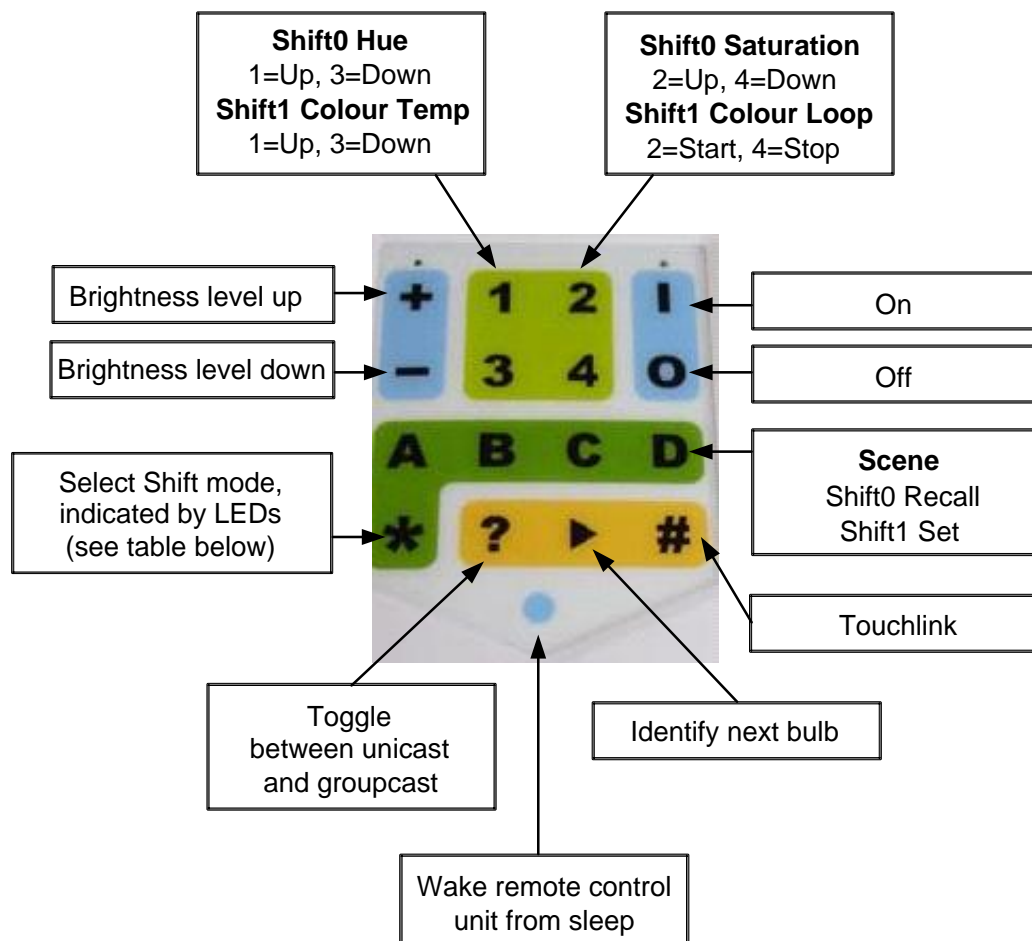 Shift0 Hue
1=Up, 3=Down
Shift1 Colour Temp
1=Up, 3=Down
Shift0 Saturation
2=Up, 4=Down
Shift1 Colour Loop
2=Start, 4=Stop
Brightness level up
+ 1 2 I
On
Brightness level down
- 3 4 O
Off
A B C D
Scene
Shift0 Recall
Shift1 Set
Select Shift mode,
indicated by LEDs
(see table below)
* ? ► #
Touchlink
Toggle
between unicast
and groupcast
Identify next bulb
Wake remote control
unit from sleep